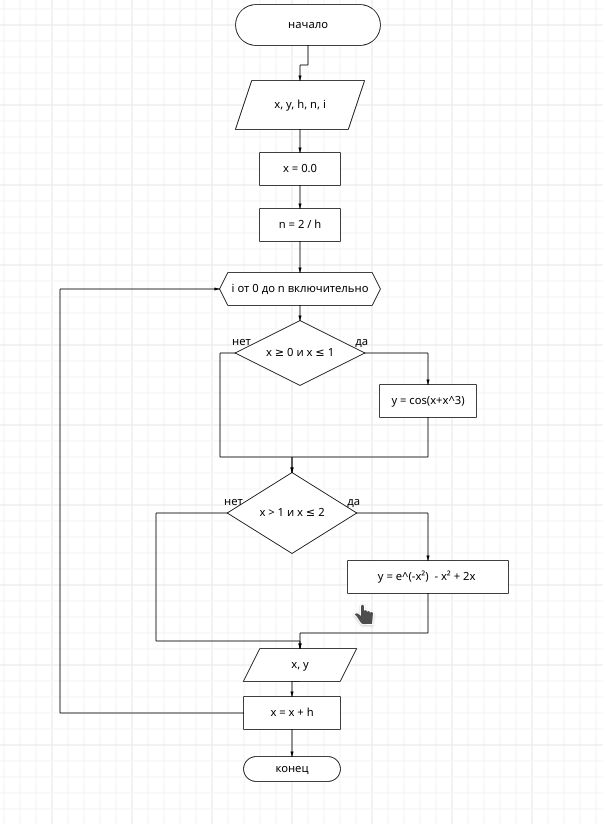 начало
x, y, h, n, i
x = 0.0
n = 2 / h
i от 0 до n включительно
нет
да
x ≥ 0 и x ≤ 1
y = cos(x+x^3)
нет
да
x > 1 и x ≤ 2
y = e^(-x²) - x² + 2x
x, y
x = x + h
конец